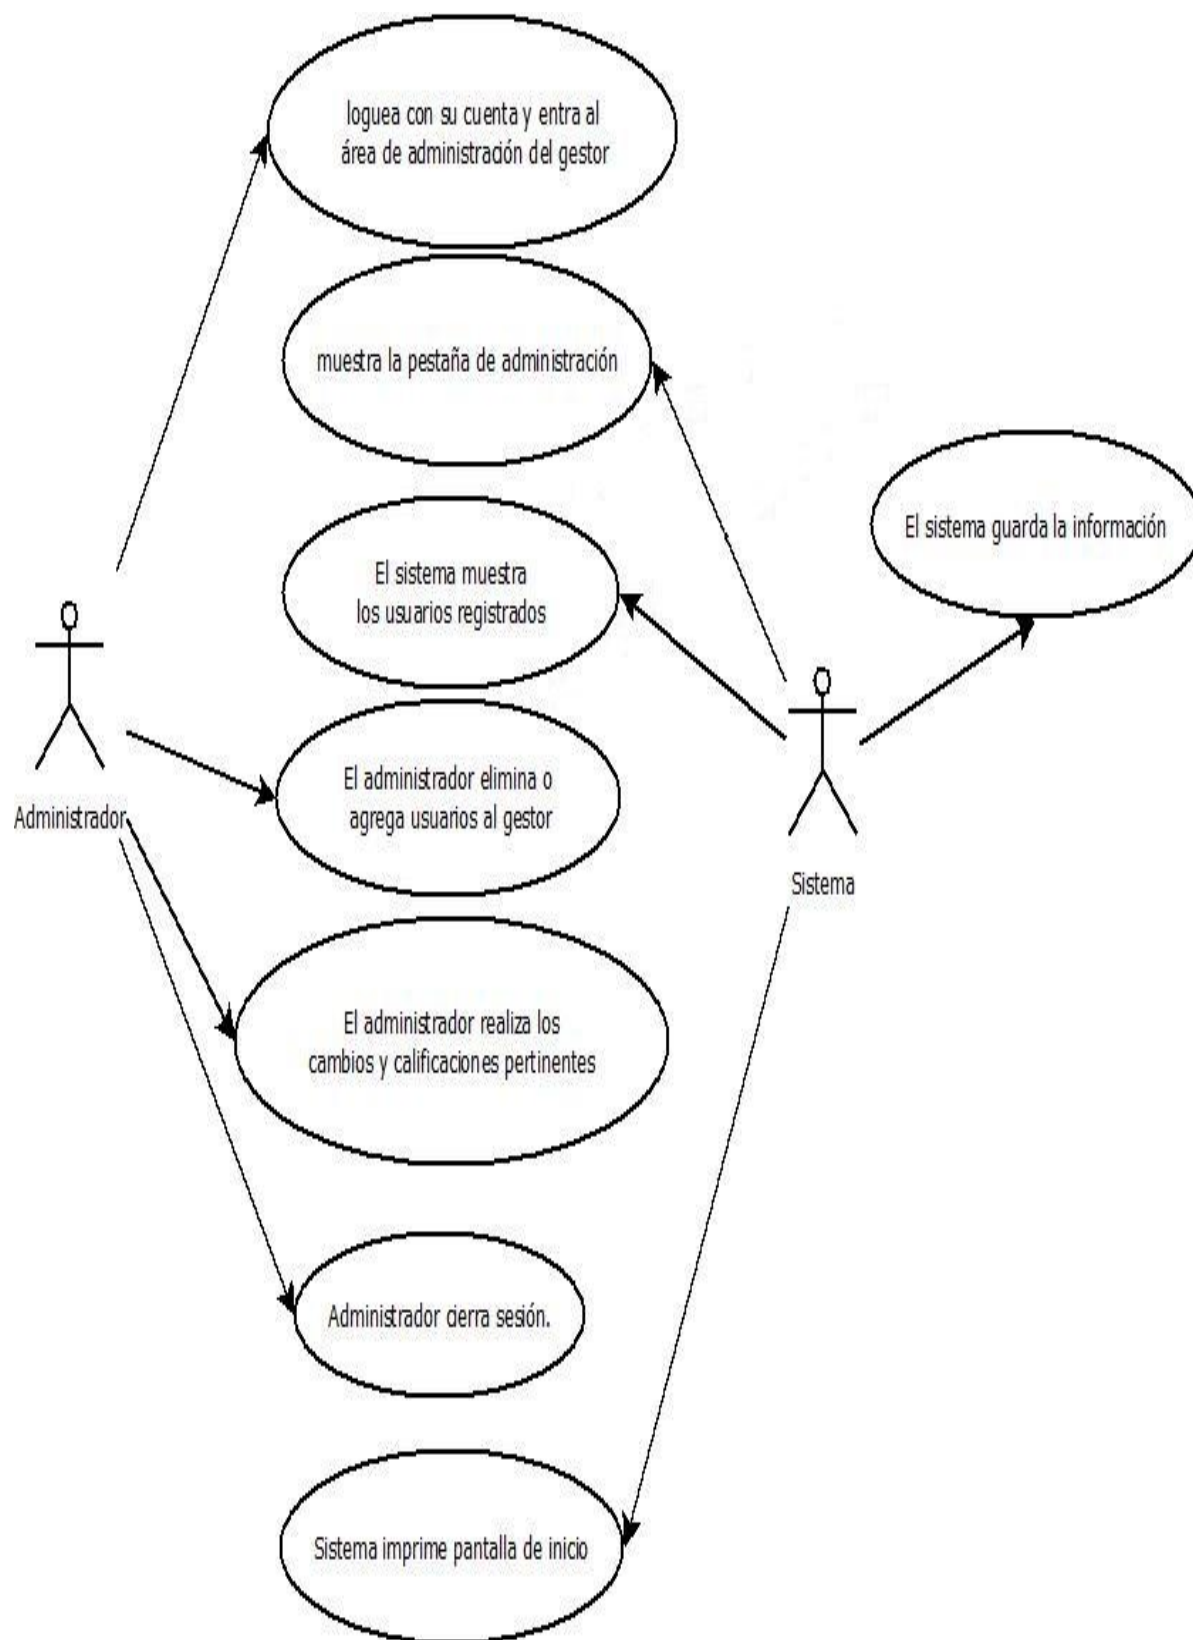 loguea con su cuenta y entra al
área de administración del gestor
muestra la pestaña de administración
El sistema guarda la información
El sistema muestra
los usuarios registrados
El administrador elimina o
agrega usuarios al gestor
Administrador
Sistema
El administrador realiza los
cambios y calificaciones pertinentes
Administrador cierra sesión.
Sistema imprime pantalla de inicio